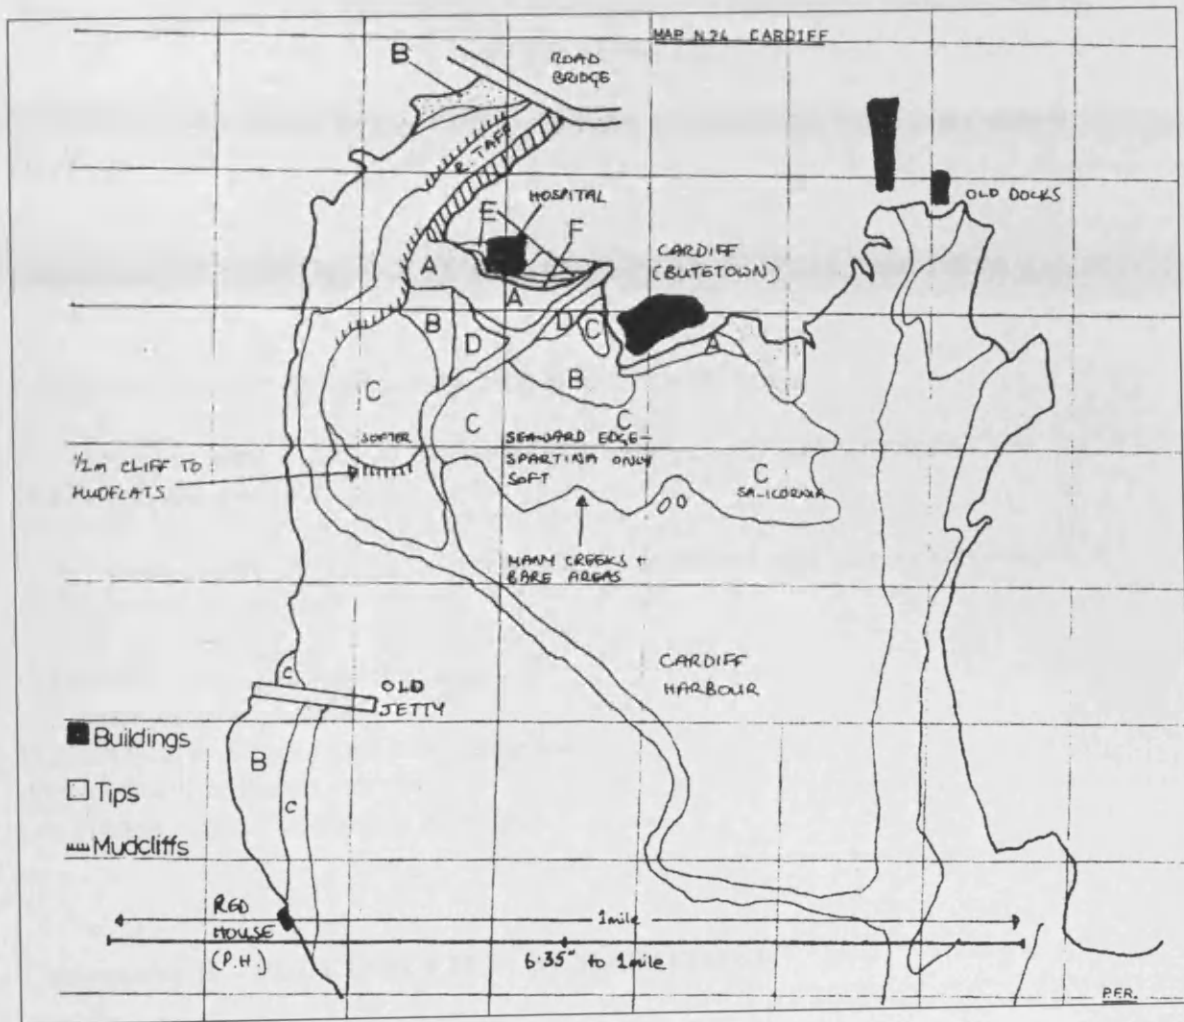 MAP N.26 CARDIFF
B
ROAD
BRIDGE
R. TAFF
HOSPITAL
E
F
OLD DOCKS
CARDIFF
(BUTETOWN)
A
A
B
D
D
C
A
B
C
C
C
SOFTER
SEAWARD EDGE-
SPARTINA ONLY
SOFT
C
SALICORNIA
1/2m CLIFF TO
MUDFLATS
MANY CREEKS +
BARE AREAS
CARDIFF
HARBOUR
C
OLD
JETTY
B
C
Buildings
Tips
Mudcliffs
RED
HOUSE
(P.H.)
1mile
6.35" to 1mile
P.F.R.